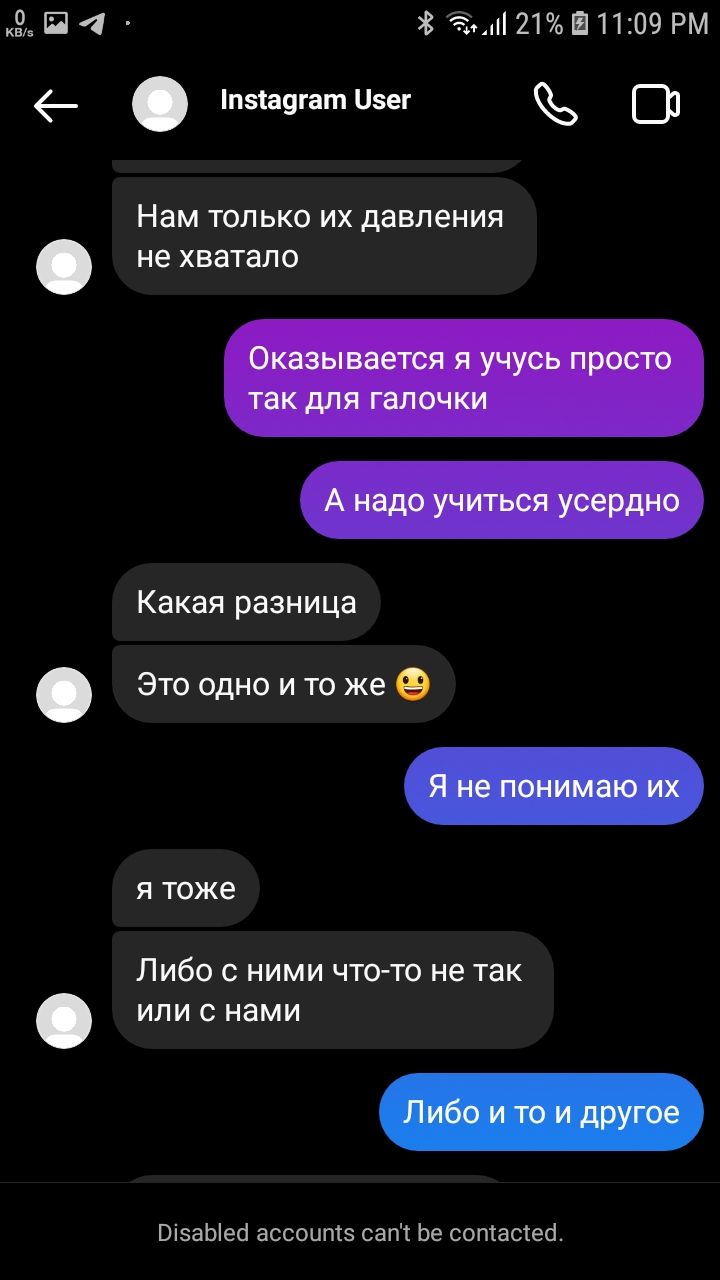 0
KB/s
21%
11:09 PM
Instagram User
Нам только их давления
не хватало
Оказывается я учусь просто
так для галочки
А надо учиться усердно
Какая разница
Это одно и то же 😃
Я не понимаю их
я тоже
Либо с ними что-то не так
или с нами
Либо и то и другое
Disabled accounts can't be contacted.